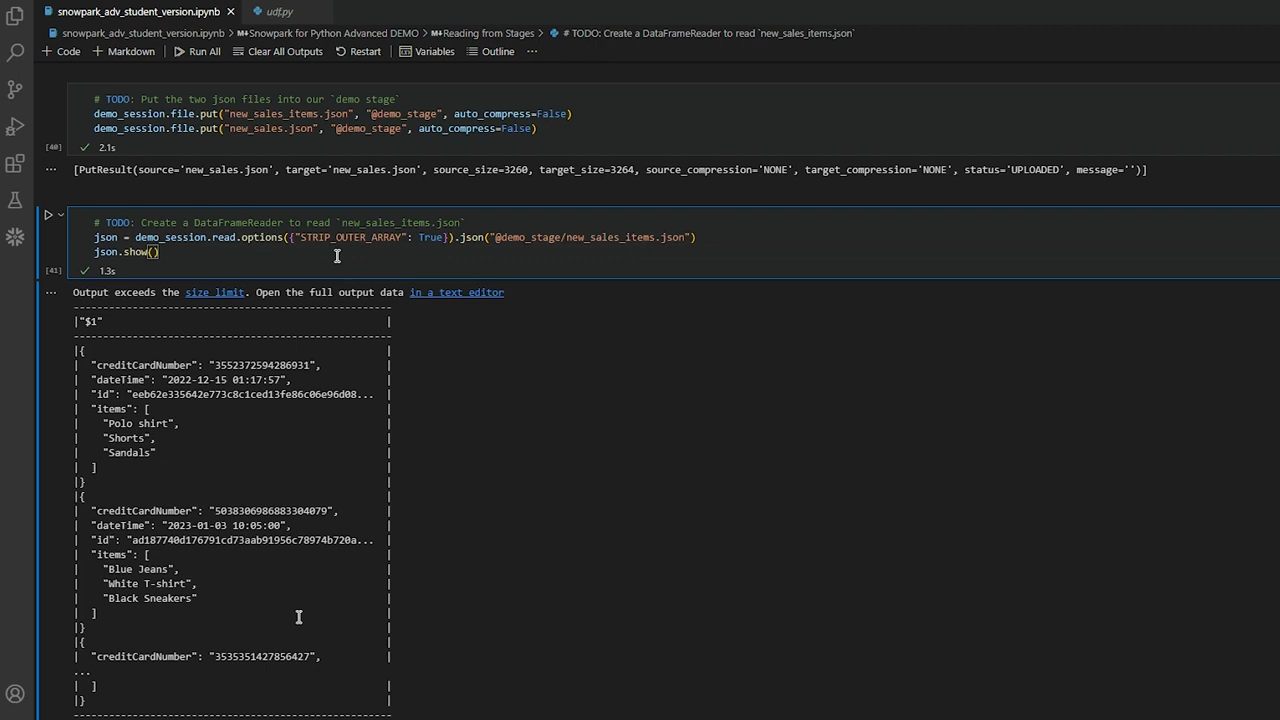 snowpark_adv_student_version.ipynb
udf.py
snowpark_adv_student_version.ipynb > Snowpark for Python Advanced DEMO > Reading from Stages > # TODO: Create a DataFrameReader to read `new_sales_items.json`
+ Code + Markdown Run All Clear All Outputs Restart Variables Outline ...
# TODO: Put the two json files into our `demo stage`
demo_session.file.put("new_sales_items.json", "@demo_stage", auto_compress=False)
demo_session.file.put("new_sales.json", "@demo_stage", auto_compress=False)
[40] ✓ 2.1s
... [PutResult(source='new_sales.json', target='new_sales.json', source_size=3260, target_size=3264, source_compression='NONE', target_compression='NONE', status='UPLOADED', message='')]
# TODO: Create a DataFrameReader to read `new_sales_items.json`
json = demo_session.read.options({"STRIP_OUTER_ARRAY": True}).json("@demo_stage/new_sales_items.json")
json.show()
[41] ✓ 1.3s
... Output exceeds the size limit. Open the full output data in a text editor
------------------------------------------------------
|"$1" |
------------------------------------------------------
|{ |
| "creditCardNumber": "3552372594286931", |
| "dateTime": "2022-12-15 01:17:57", |
| "id": "eeb62e335642e773c8c1ced13fe86c06e96d08... |
| "items": [ |
| "Polo shirt", |
| "Shorts", |
| "Sandals" |
| ] |
|} |
|{ |
| "creditCardNumber": "5038306986883304079", |
| "dateTime": "2023-01-03 10:05:00", |
| "id": "ad187740d176791cd73aab91956c78974b720a... |
| "items": [ |
| "Blue Jeans", |
| "White T-shirt", |
| "Black Sneakers" |
| ] |
|} |
|{ |
| "creditCardNumber": "3535351427856427", |
...
| ] |
|} |
------------------------------------------------------